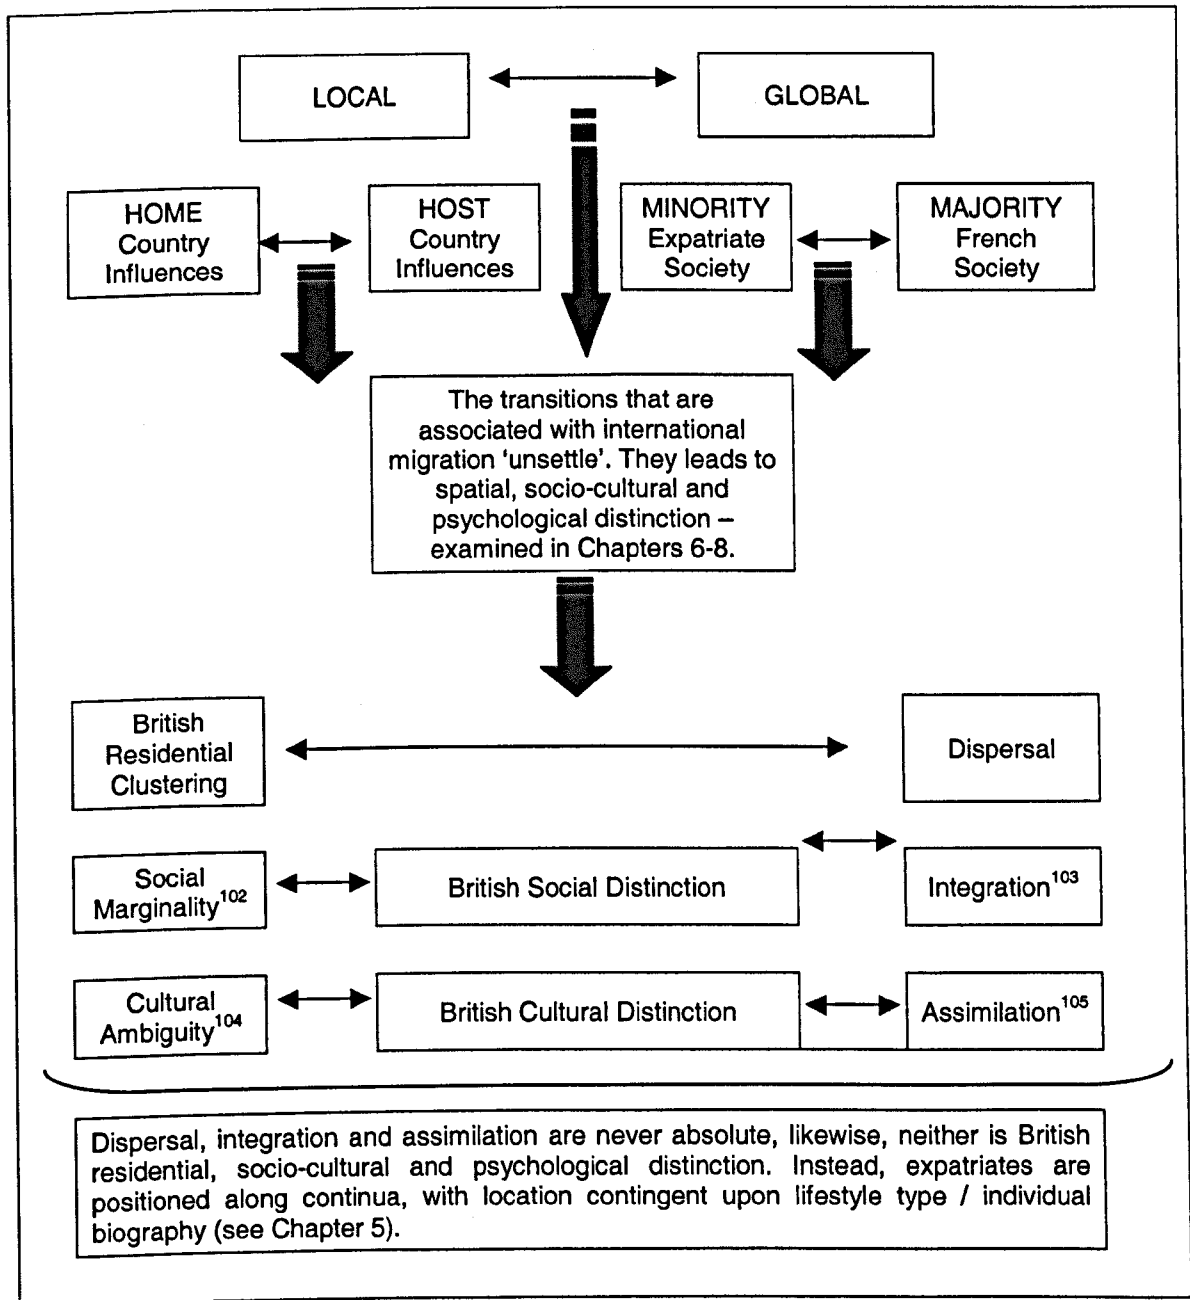 LOCAL
GLOBAL
HOME
Country
Influences
HOST
Country
Influences
MINORITY
Expatriate
Society
MAJORITY
French
Society
The transitions that are
associated with international
migration ‘unsettle’. They leads to
spatial, socio-cultural and
psychological distinction –
examined in Chapters 6-8.
British
Residential
Clustering
Dispersal
Social
Marginality¹⁰²
British Social Distinction
Integration¹⁰³
Cultural
Ambiguity¹⁰⁴
British Cultural Distinction
Assimilation¹⁰⁵
Dispersal, integration and assimilation are never absolute, likewise, neither is British
residential, socio-cultural and psychological distinction. Instead, expatriates are
positioned along continua, with location contingent upon lifestyle type / individual
biography (see Chapter 5).